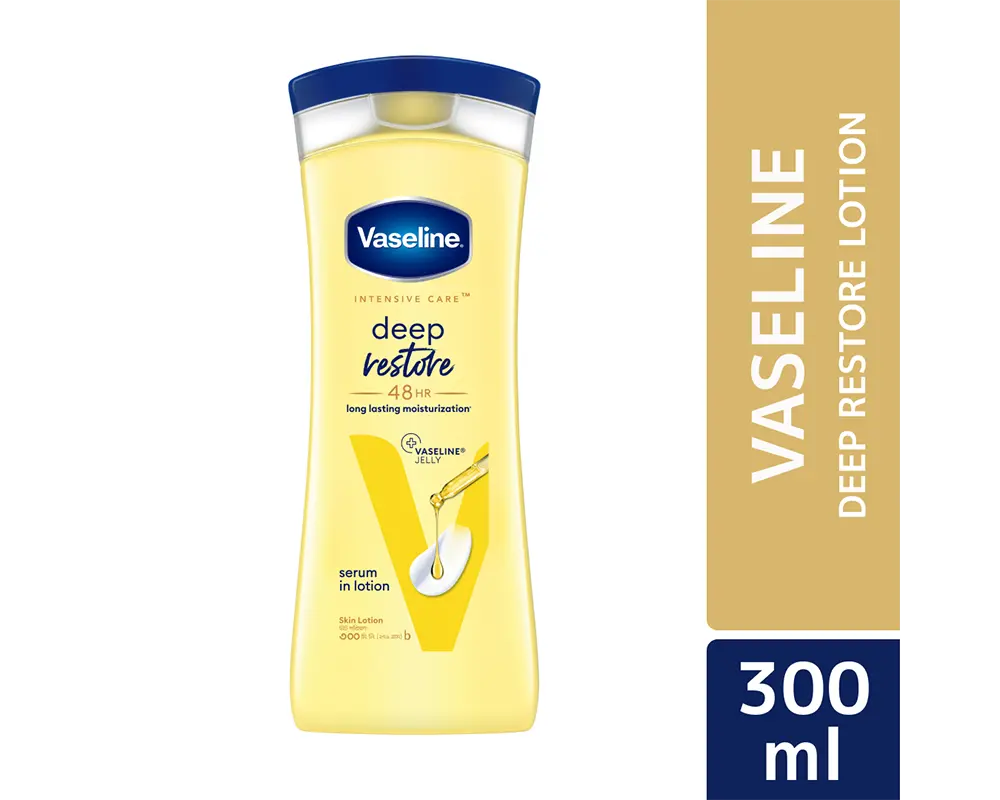 Vaseline.
INTENSIVE CARE™
deep
restore
48 HR
long lasting moisturization
VASELINE®
JELLY
serum
in lotion
Skin Lotion
৩০০
VASELINE
DEEP RESTORE LOTION
300
ml